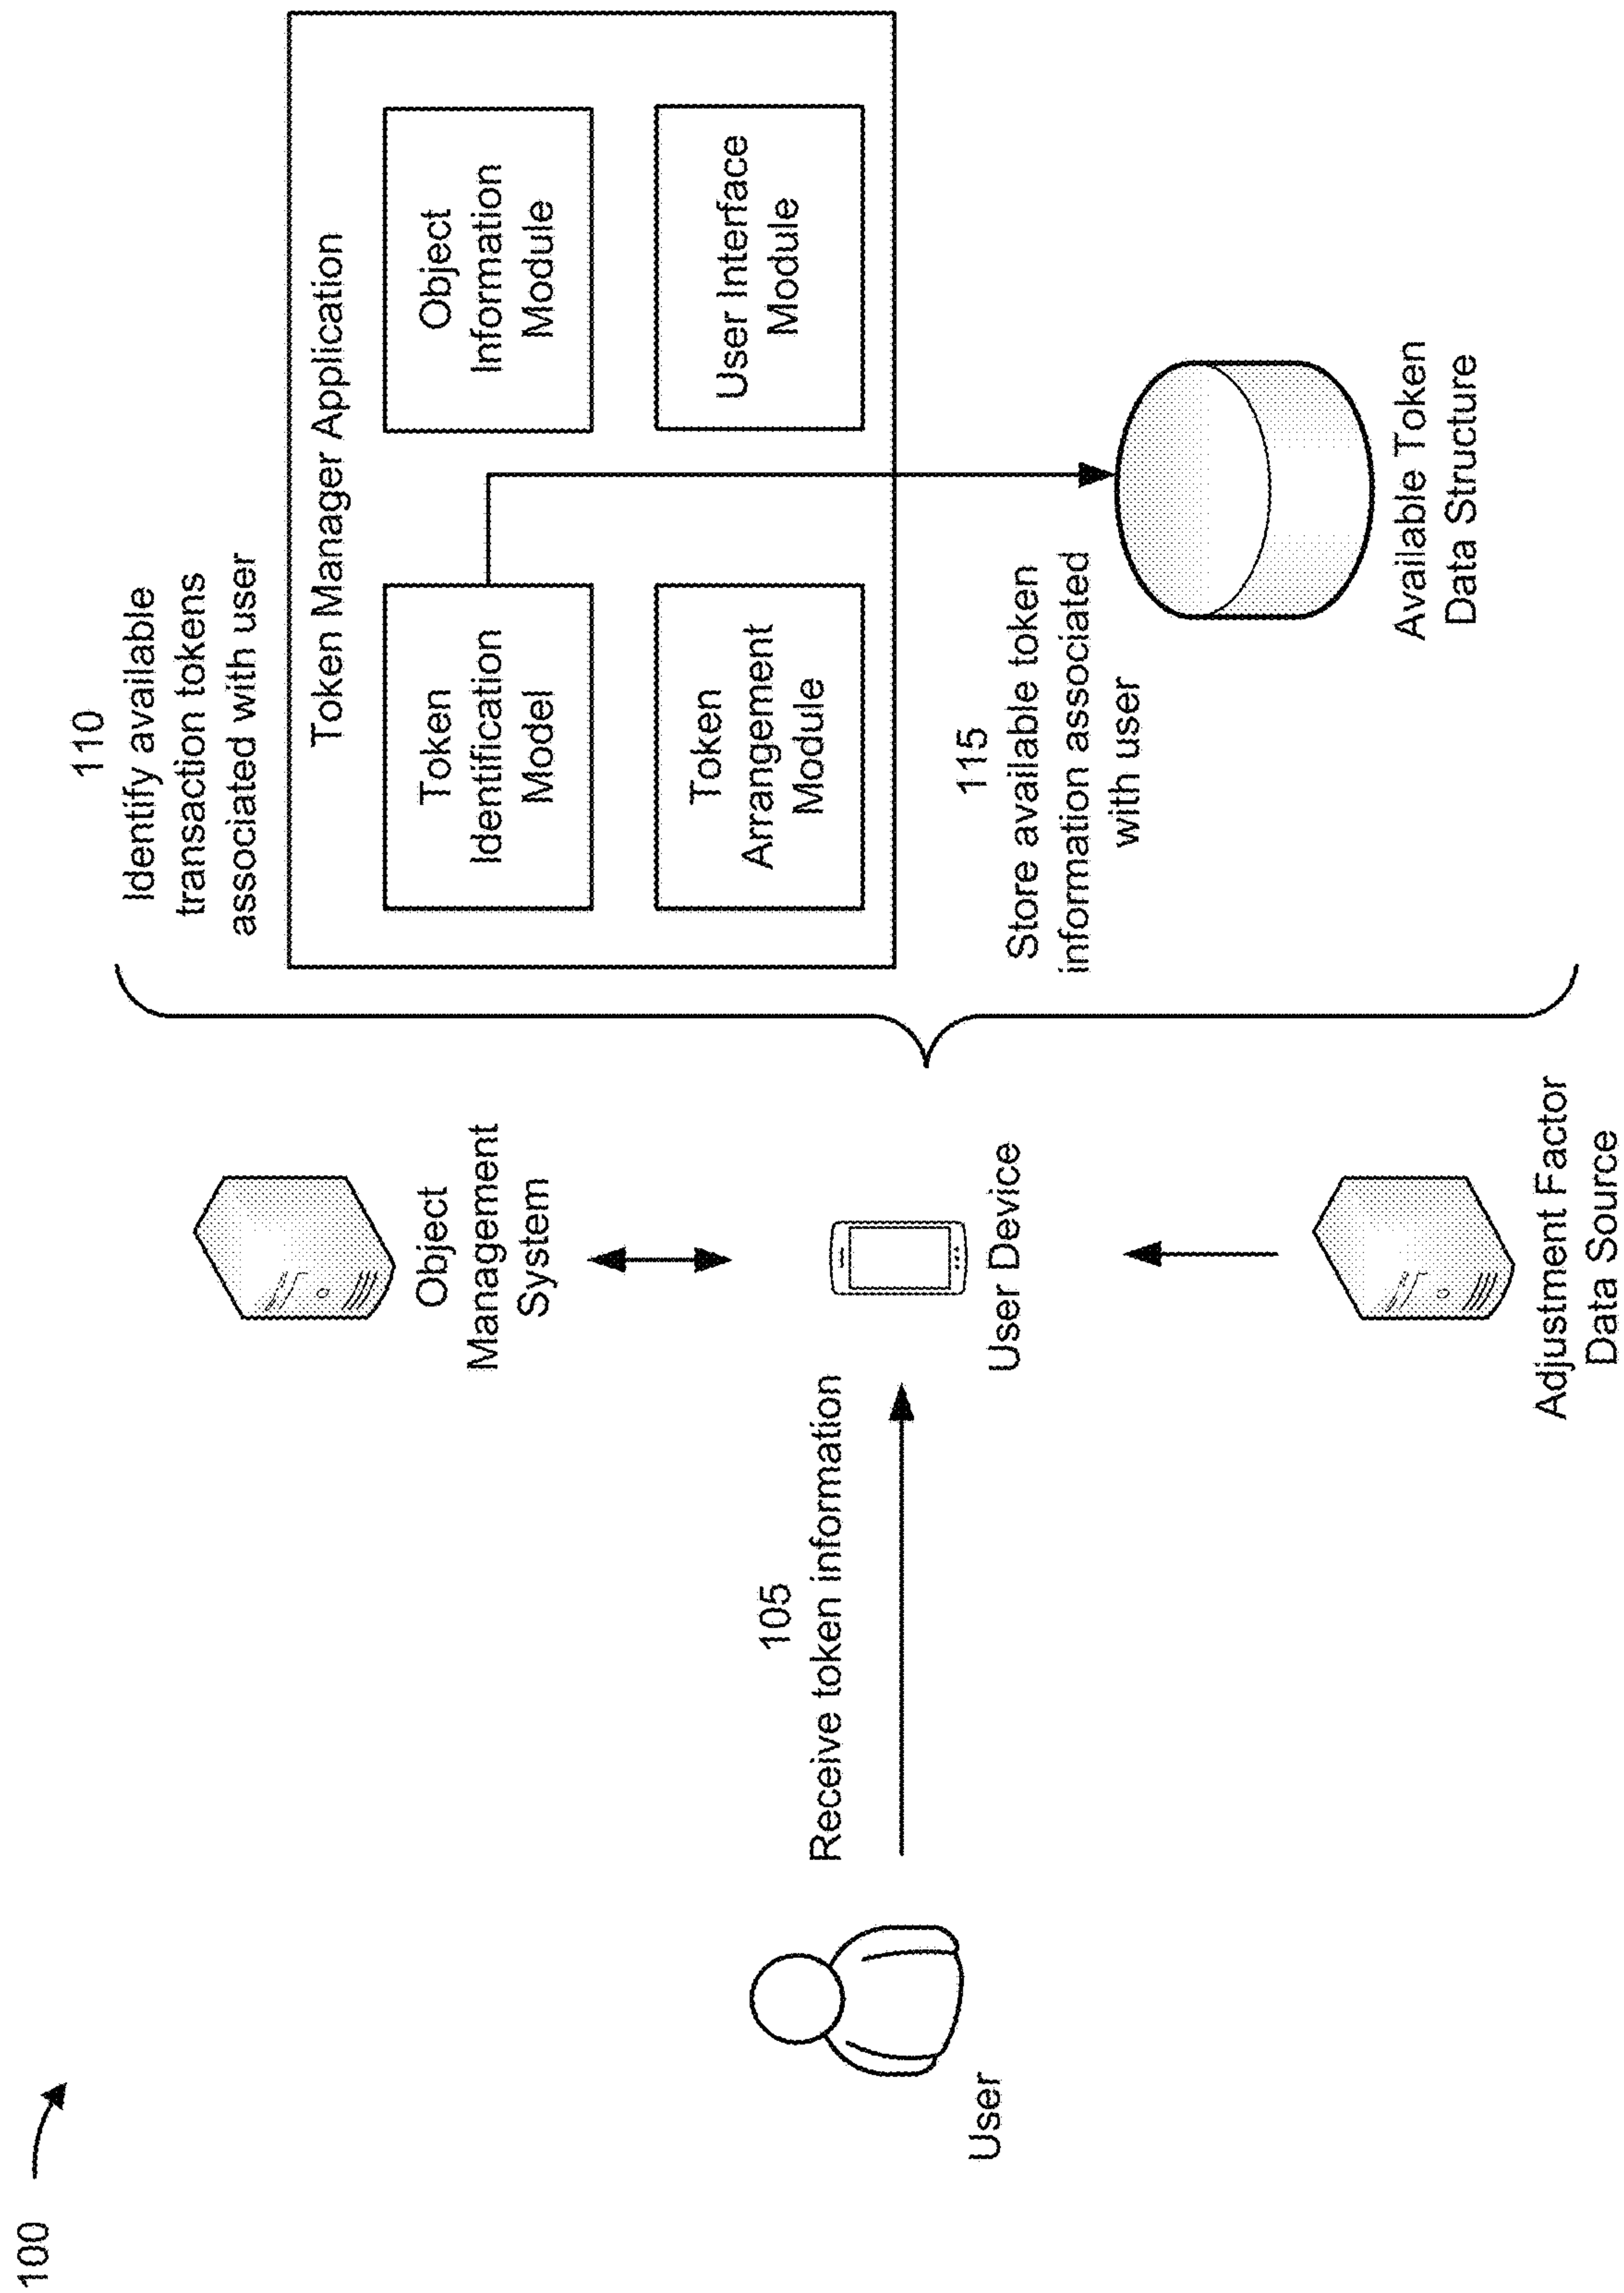 100
110
Identify available
transaction tokens
associated with user
Token Manager Application
Token
Identification
Model
Object
Information
Module
Token
Arrangement
Module
User Interface
Module
Object
Management
System
105
Receive token information
User
User Device
115
Store available token
information associated
with user
Available Token
Data Structure
Adjustment Factor
Data Source